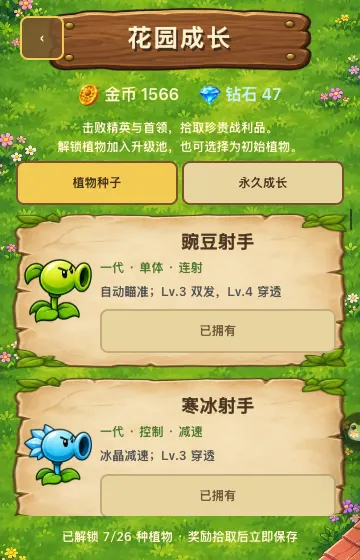 ‹
花园成长
金币 1566 钻石 47
击败精英与首领，拾取珍贵战利品。
解锁植物加入升级池，也可选择为初始植物。
植物种子 永久成长
豌豆射手
一代 · 单体 · 连射
自动瞄准；Lv.3 双发，Lv.4 穿透
已拥有
寒冰射手
一代 · 控制 · 减速
冰晶减速；Lv.3 穿透
已拥有
已解锁 7/26 种植物 · 奖励拾取后立即保存